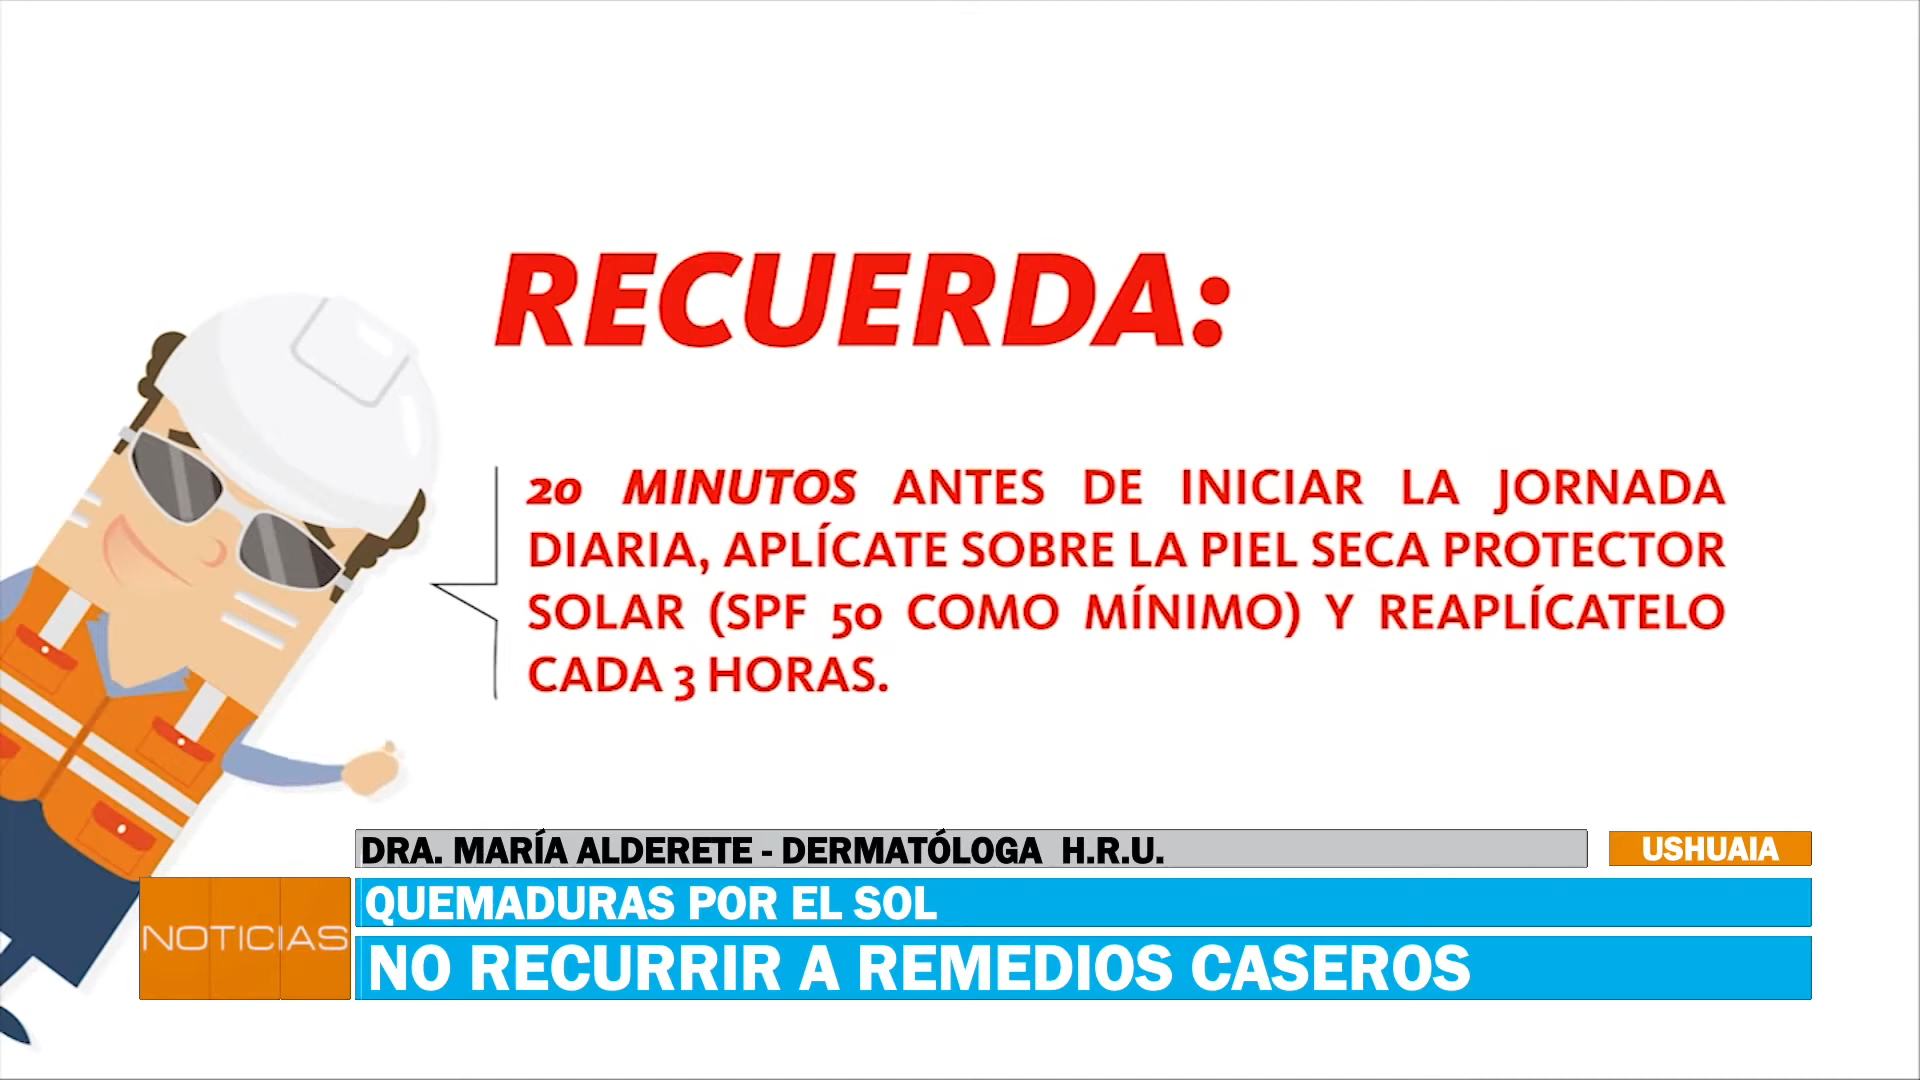 RECUERDA:
20 MINUTOS ANTES DE INICIAR LA JORNADA
DIARIA, APLÍCATE SOBRE LA PIEL SECA PROTECTOR
SOLAR (SPF 50 COMO MÍNIMO) Y REAPLÍCATELO
CADA 3 HORAS.
DRA. MARÍA ALDERETE - DERMATÓLOGA H.R.U.
USHUAIA
QUEMADURAS POR EL SOL
NOTICIAS
NO RECURRIR A REMEDIOS CASEROS